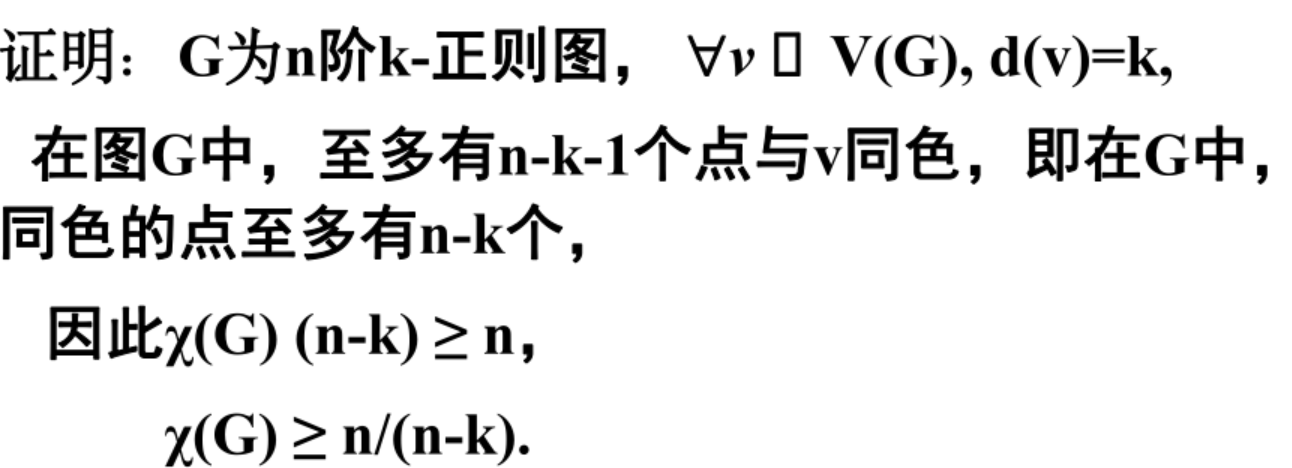 证明：G为n阶k-正则图，∀v▯V(G), d(v)=k,
在图G中，至多有n-k-1个点与v同色，即在G中，
同色的点至多有n-k个，
因此χ(G) (n-k) ≥ n，
χ(G) ≥ n/(n-k).